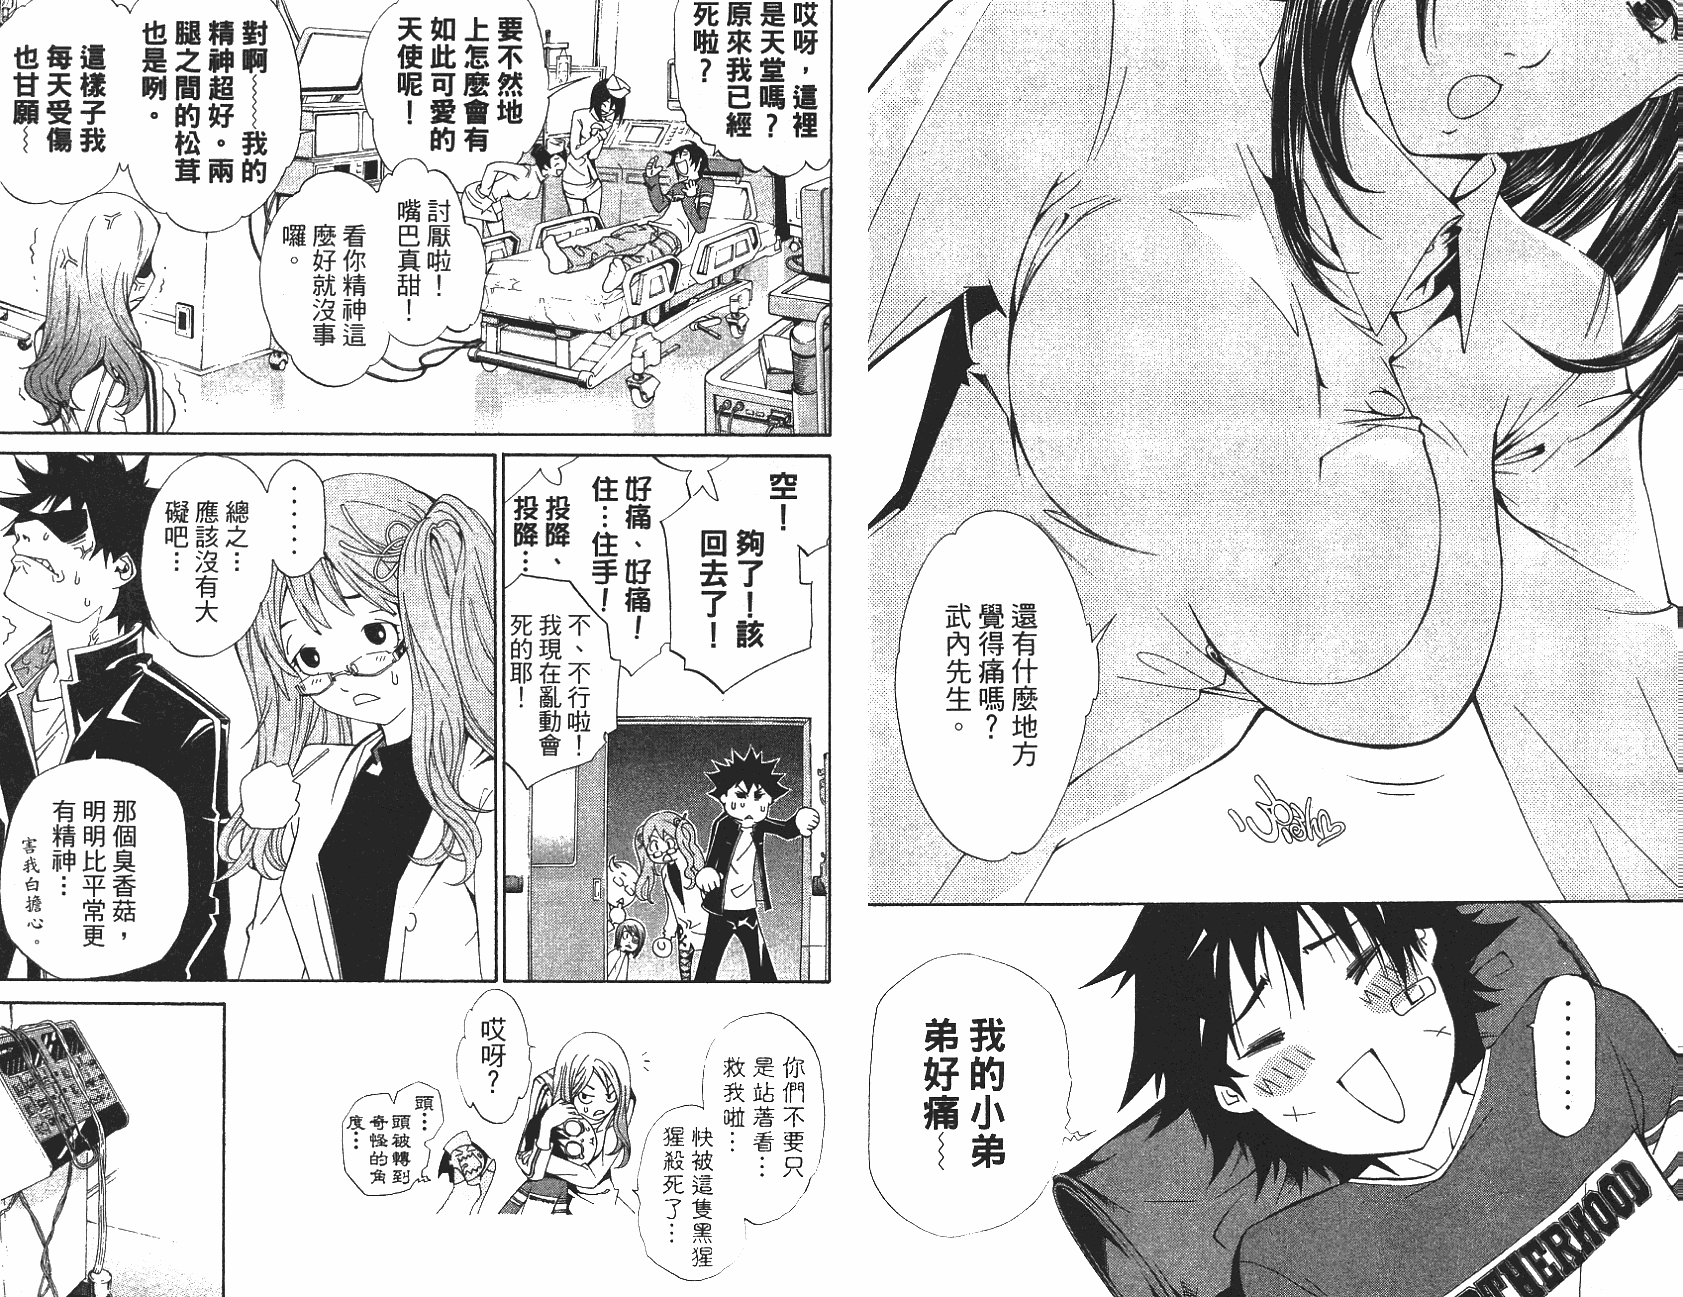 還有什麼地方
覺得痛嗎？
武內先生。
我的小弟
弟好痛～
………
BROTHERHOOD
哎呀，這裡
是天堂嗎？
原來我已經
死啦？
要不然地
上怎麼會有
如此可愛的
天使呢！
討厭啦！
嘴巴真甜！
看你精神這
麼好就沒事
囉。
對啊～～我的
精神超好。兩
腿之間的松茸
也是咧。
這樣子我
每天受傷
也甘願～
空！
夠了！該
回去了！
好痛、好痛！
住…住手！
投降、
投降…
不、不行啦！
我現在亂動會
死的耶！
……
總之…
應該沒有大
礙吧…
那個臭香菇，
明明比平常更
有精神…
害我白擔心。
你們不要只
是站著看…
救我啦…
快被這隻黑猩
猩殺死了…
哎呀？
頭…
頭被轉到
奇怪的角
度…